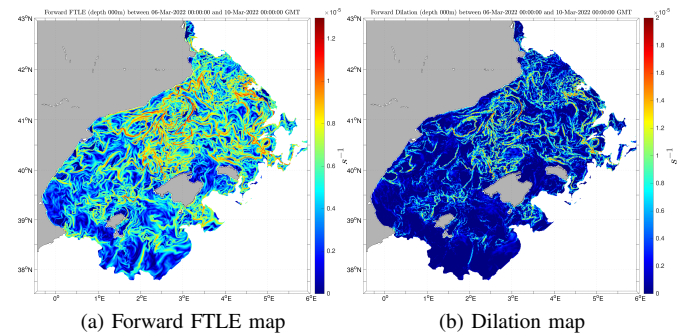 Forward FTLE (depth 000m) between 06-Mar-2022 00:00:00 and 10-Mar-2022 00:00:00 GMT
×10⁻⁵
43°N
42°N
41°N
40°N
39°N
38°N
0°
1°E
2°E
3°E
4°E
5°E
6°E
1.2
1
0.8
0.6
0.4
0.2
0
s⁻¹
(a) Forward FTLE map
Forward Dilation (depth 000m) between 06-Mar-2022 00:00:00 and 10-Mar-2022 00:00:00 GMT
×10⁻⁵
43°N
42°N
41°N
40°N
39°N
38°N
0°
1°E
2°E
3°E
4°E
5°E
6°E
2
1.8
1.6
1.4
1.2
1
0.8
0.6
0.4
0.2
0
s⁻¹
(b) Dilation map